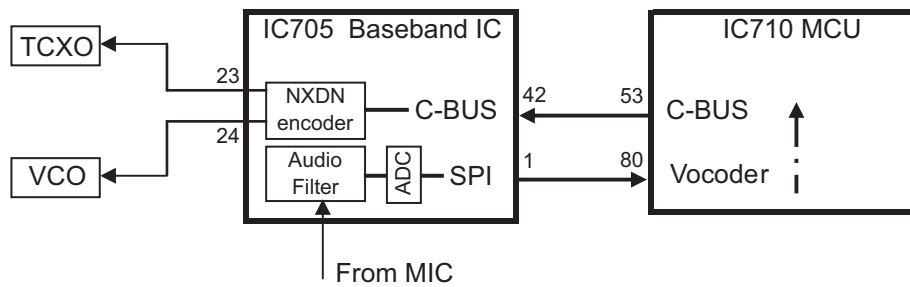 IC705 Baseband IC
IC710 MCU
TCXO
23
NXDN
encoder
C-BUS
42
53
C-BUS
24
VCO
Audio
Filter
ADC
SPI
1
80
Vocoder
From MIC